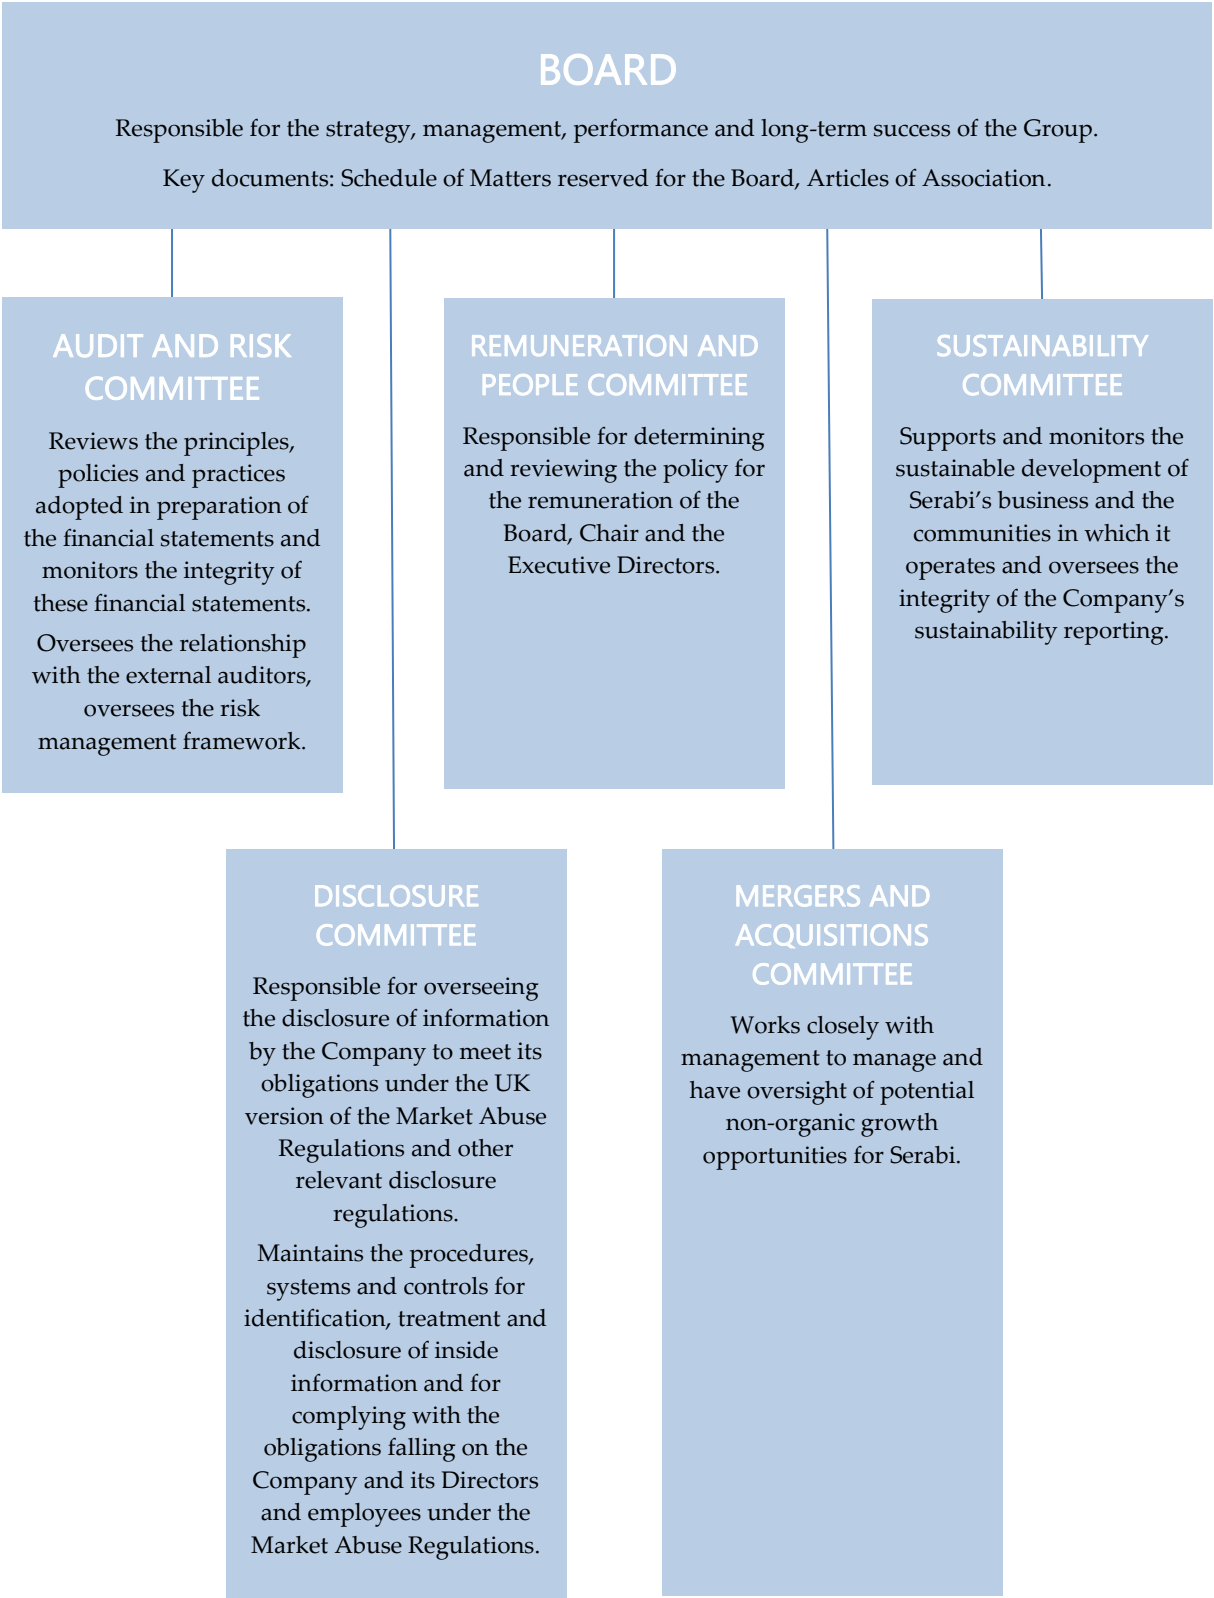 BOARD
Responsible for the strategy, management, performance and long-term success of the Group.
Key documents: Schedule of Matters reserved for the Board, Articles of Association.
AUDIT AND RISK
COMMITTEE
Reviews the principles,
policies and practices
adopted in preparation of
the financial statements and
monitors the integrity of
these financial statements.
Oversees the relationship
with the external auditors,
oversees the risk
management framework.
REMUNERATION AND
PEOPLE COMMITTEE
Responsible for determining
and reviewing the policy for
the remuneration of the
Board, Chair and the
Executive Directors.
SUSTAINABILITY
COMMITTEE
Supports and monitors the
sustainable development of
Serabi’s business and the
communities in which it
operates and oversees the
integrity of the Company’s
sustainability reporting.
DISCLOSURE
COMMITTEE
Responsible for overseeing
the disclosure of information
by the Company to meet its
obligations under the UK
version of the Market Abuse
Regulations and other
relevant disclosure
regulations.
Maintains the procedures,
systems and controls for
identification, treatment and
disclosure of inside
information and for
complying with the
obligations falling on the
Company and its Directors
and employees under the
Market Abuse Regulations.
MERGERS AND
ACQUISITIONS
COMMITTEE
Works closely with
management to manage and
have oversight of potential
non-organic growth
opportunities for Serabi.